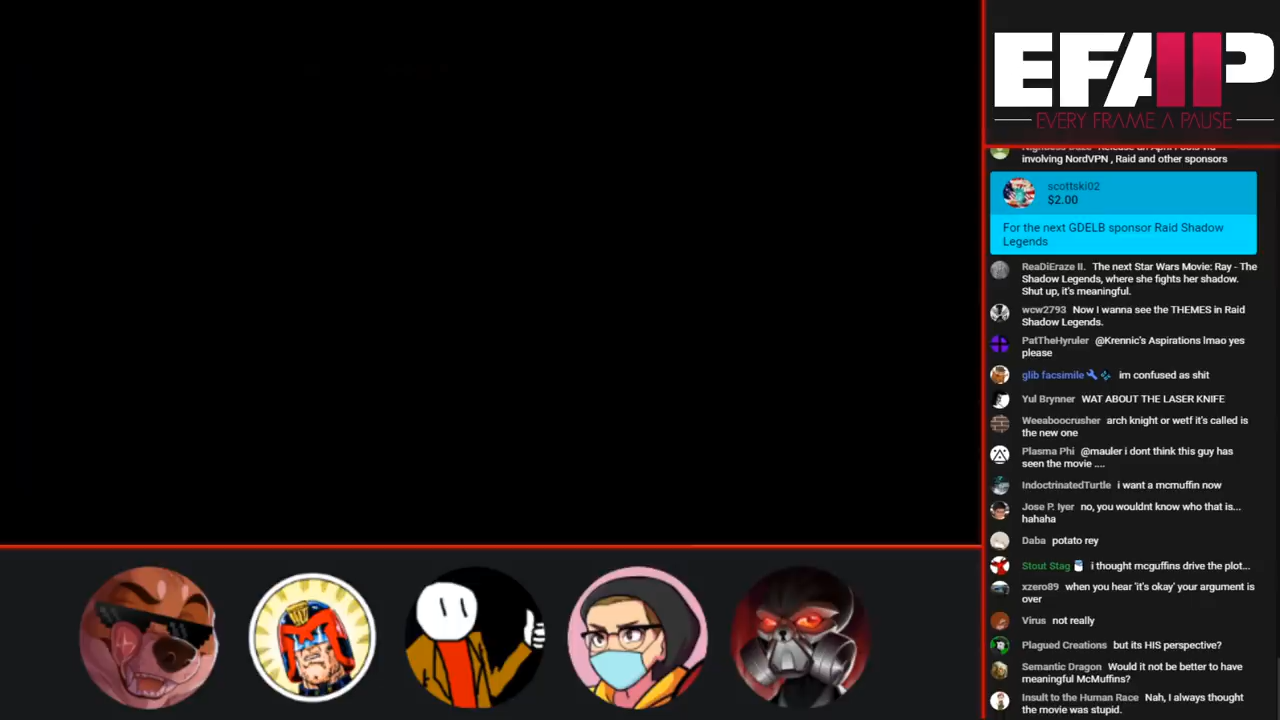 EFAP
EVERY FRAME A PAUSE
involving NordVPN , Raid and other sponsors
scottski02
$2.00
For the next GDELB sponsor Raid Shadow
Legends
ReaDiEraze II. The next Star Wars Movie: Ray - The
Shadow Legends, where she fights her shadow.
Shut up, it's meaningful.
wcw2793 Now I wanna see the THEMES in Raid
Shadow Legends.
PatTheHyruler @Krennic's Aspirations lmao yes
please
glib facsimile im confused as shit
Yul Brynner WAT ABOUT THE LASER KNIFE
Weeaboocrusher arch knight or wetf it's called is
the new one
Plasma Phi @mauler i dont think this guy has
seen the movie ....
IndoctrinatedTurtle i want a mcmuffin now
Jose P. Iyer no, you wouldnt know who that is...
hahaha
Daba potato rey
Stout Stag i thought mcguffins drive the plot...
xzero89 when you hear 'it's okay' your argument is
over
Virus not really
Plagued Creations but its HIS perspective?
Semantic Dragon Would it not be better to have
meaningful McMuffins?
Insult to the Human Race Nah, I always thought
the movie was stupid.